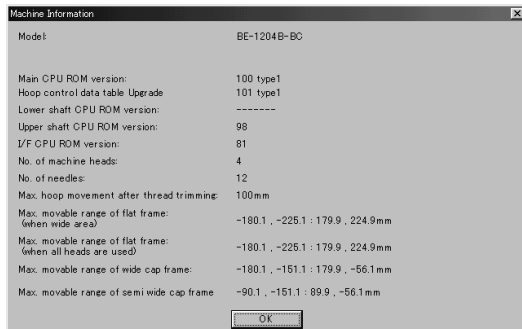 Machine Information
Model: BE-1204B-BC
Main CPU ROM version: 100 type1
Hoop control data table Upgrade 101 type1
Lower shaft CPU ROM version: -------
Upper shaft CPU ROM version: 98
I/F CPU ROM version: 81
No. of machine heads: 4
No. of needles: 12
Max. hoop movement after thread trimming: 100mm
Max. movable range of flat frame:
(when wide area) -180.1 , -225.1 : 179.9 , 224.9mm
Max. movable range of flat frame:
(when all heads are used) -180.1 , -225.1 : 179.9 , 224.9mm
Max. movable range of wide cap frame: -180.1 , -151.1 : 179.9 , -56.1mm
Max. movable range of semi wide cap frame -90.1 , -151.1 : 89.9 , -56.1mm
OK